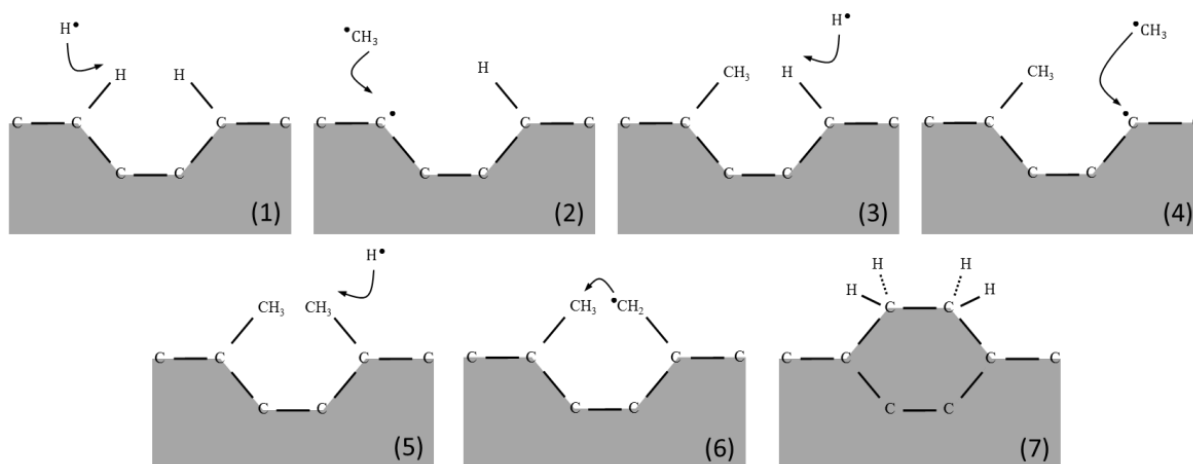 H•
H H
C C C C
C C
(1)
•CH₃
H
C C• C C
C C
(2)
H•
CH₃ H
C C C C
C C
(3)
•CH₃
CH₃
C C •C C
C C
(4)
H•
CH₃ CH₃
C C C C
C C
(5)
CH₃ •CH₂
C C C C
C C
(6)
H H
H C C H
C C C C
C C
(7)